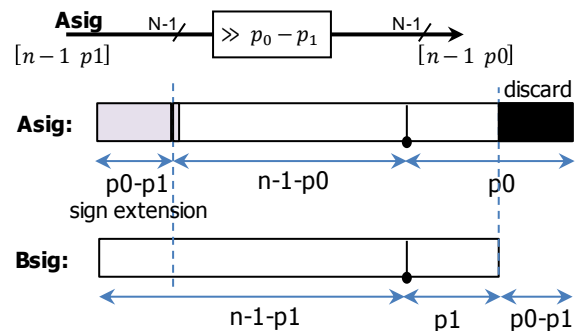 Asig N-1 N-1
≫ p₀ − p₁
[n − 1 p1] [n − 1 p0]
discard
Asig:
p0-p1 n-1-p0 p0
sign extension
Bsig:
n-1-p1 p1 p0-p1